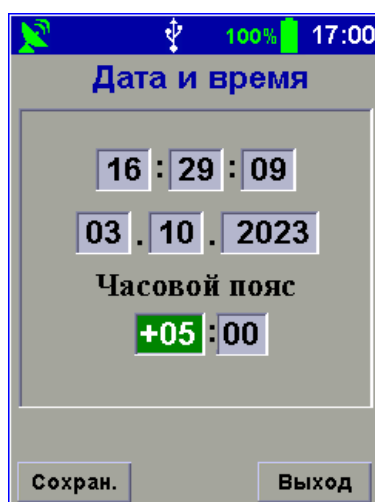 100% 17:00
Дата и время
16 : 29 : 09
03 . 10 . 2023
Часовой пояс
+05 : 00
Сохран. Выход